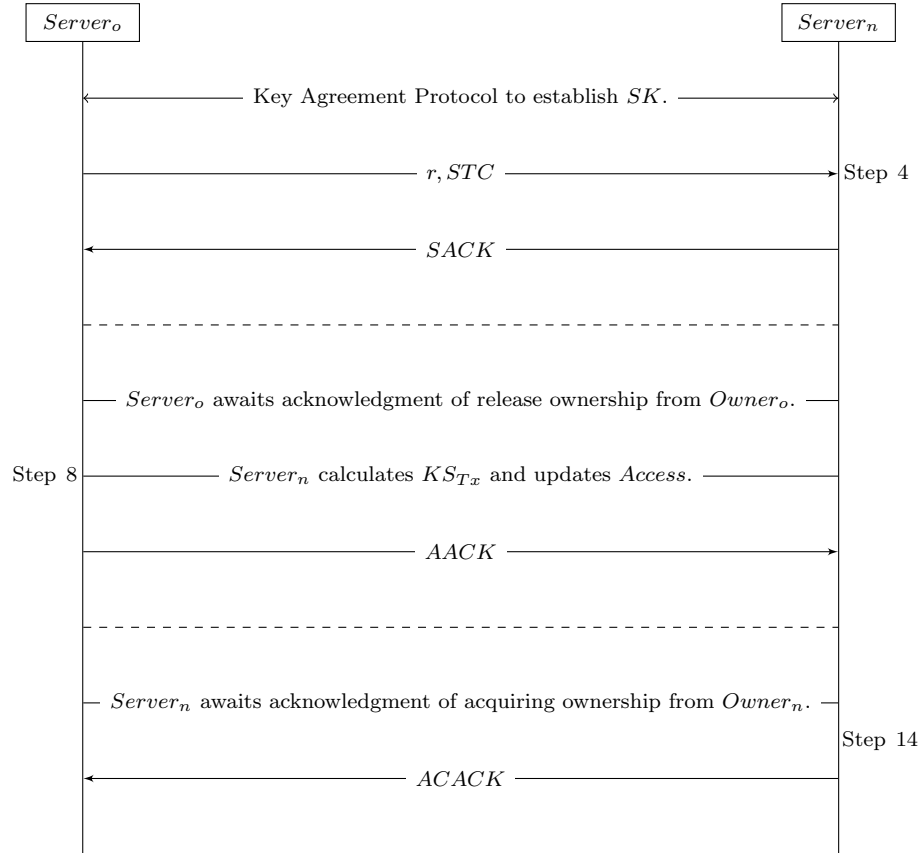 Server_o Server_n
Key Agreement Protocol to establish SK.
r, STC Step 4
SACK
Server_o awaits acknowledgment of release ownership from Owner_o.
Step 8 Server_n calculates KS_{Tx} and updates Access.
AACK
Server_n awaits acknowledgment of acquiring ownership from Owner_n.
Step 14
ACACK